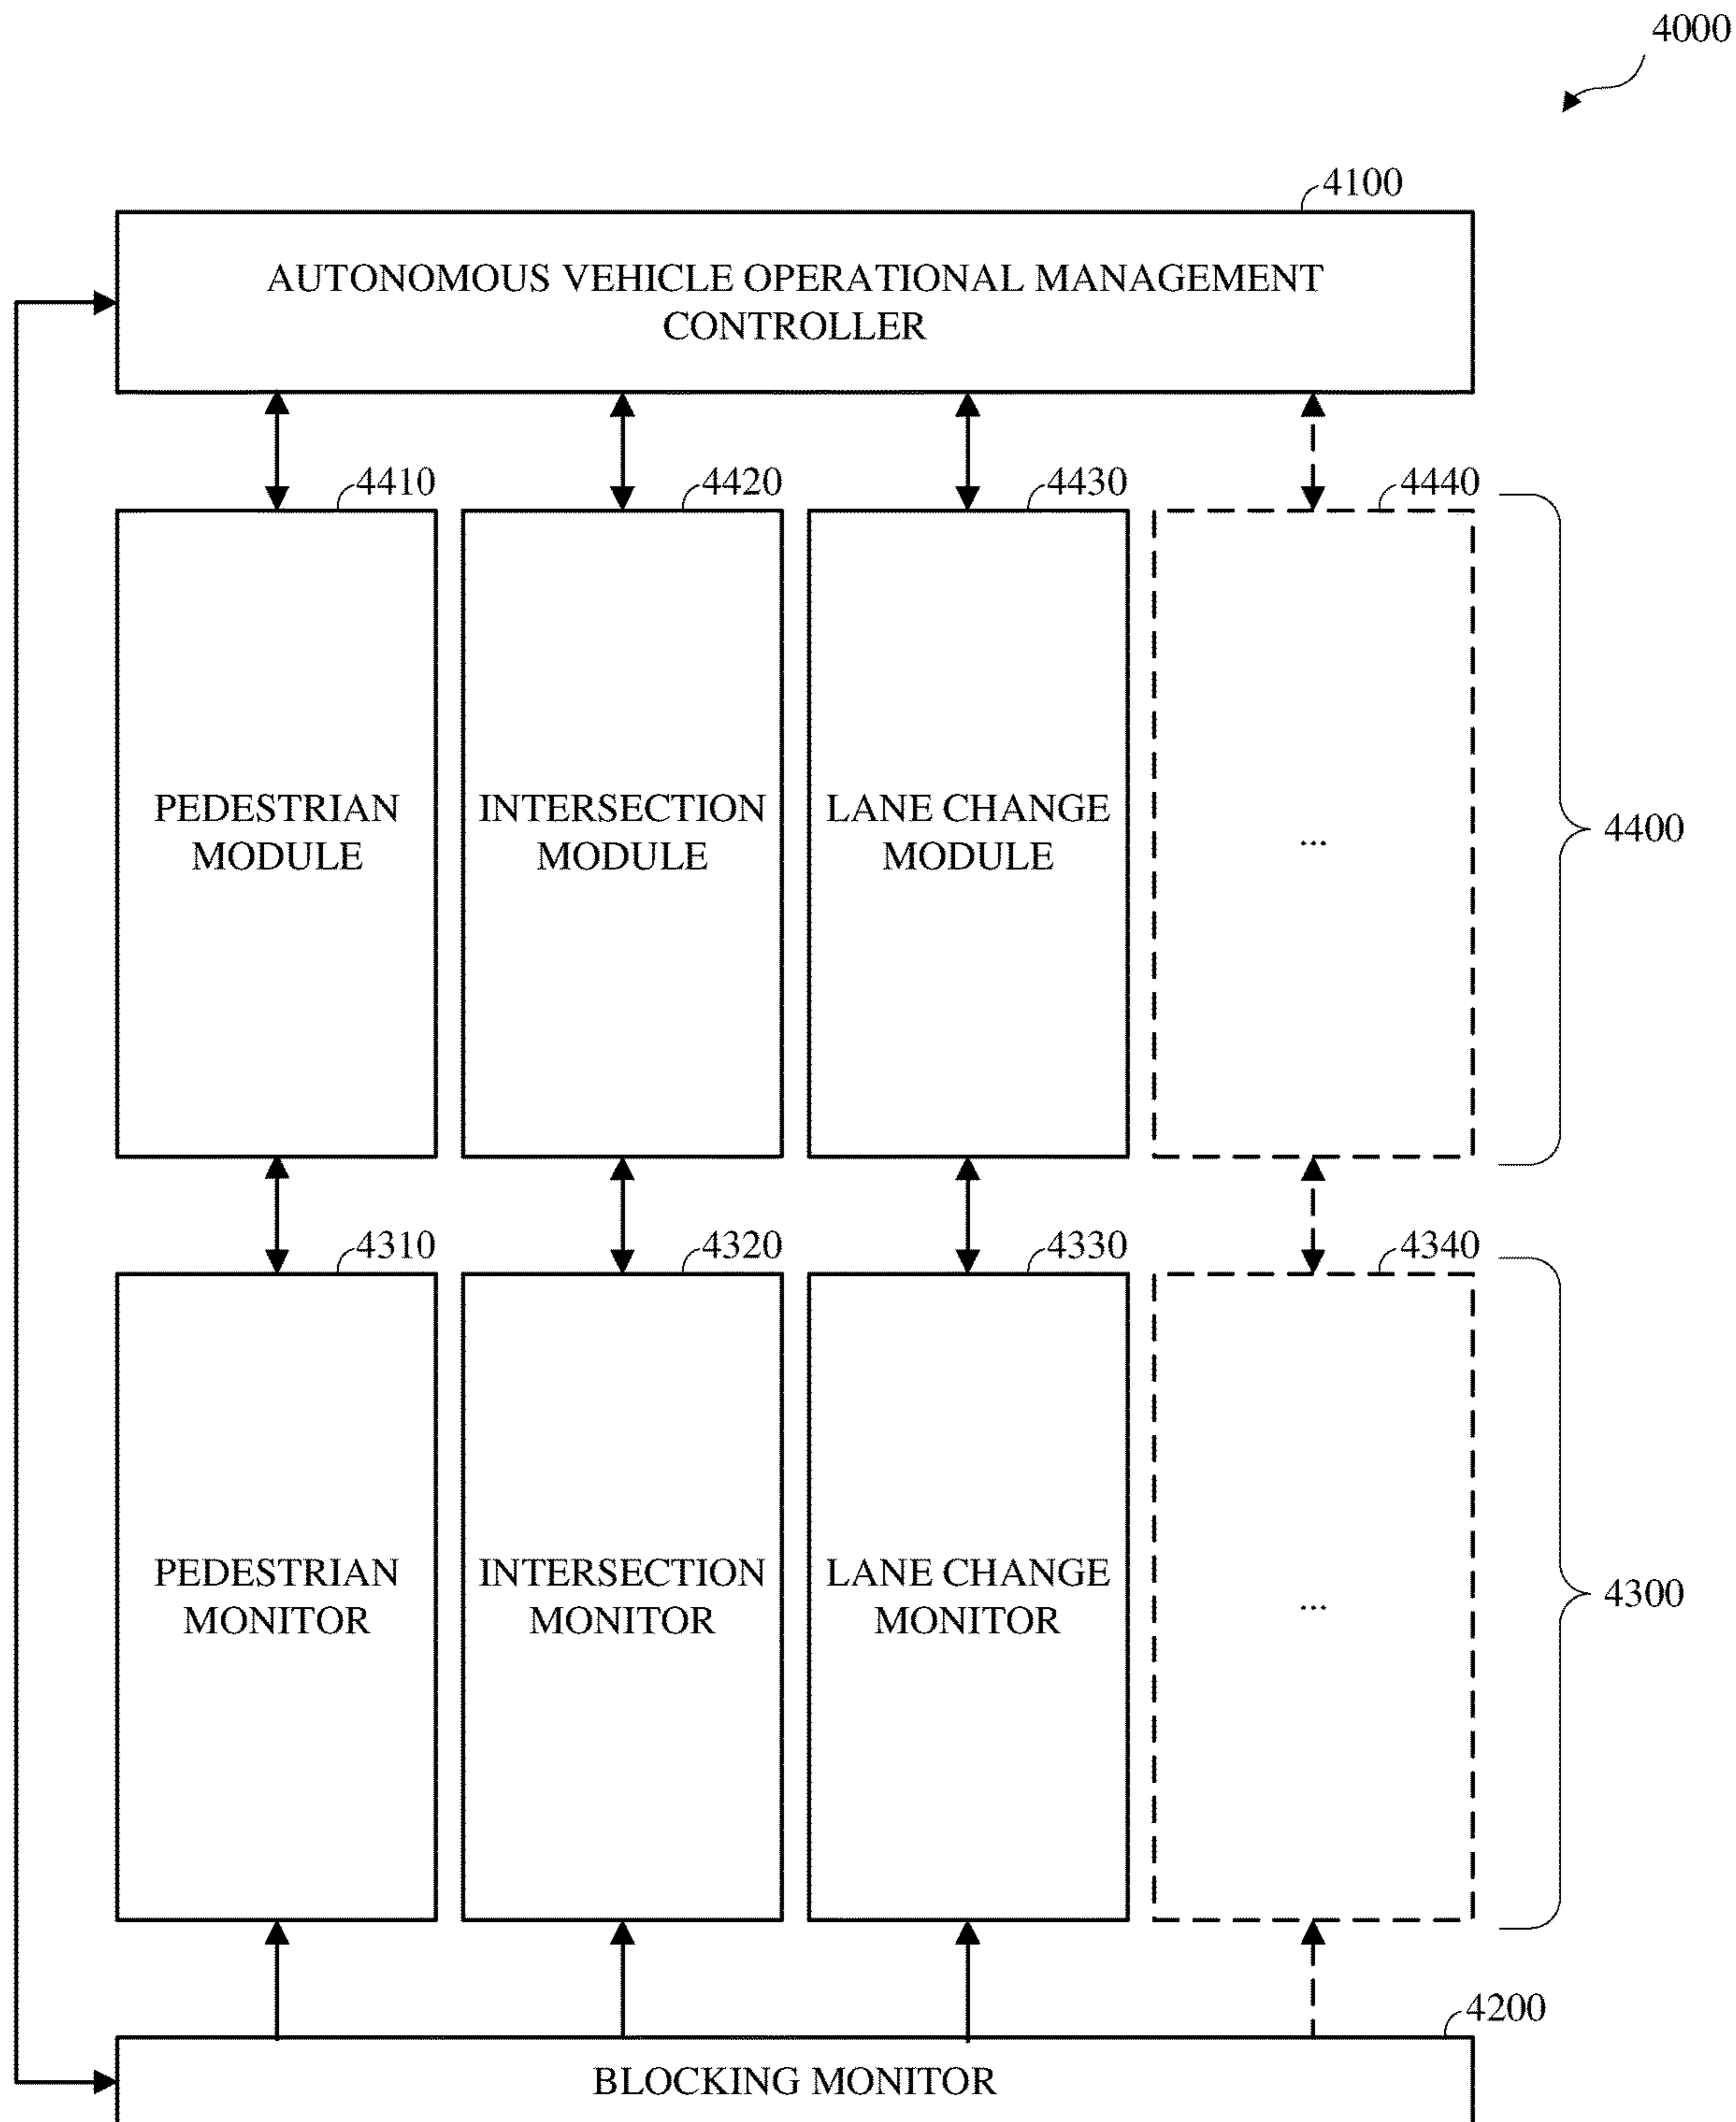 4000
4100
AUTONOMOUS VEHICLE OPERATIONAL MANAGEMENT
CONTROLLER
4410
4420
4430
4440
PEDESTRIAN
MODULE
INTERSECTION
MODULE
LANE CHANGE
MODULE
...
4400
4310
4320
4330
4340
PEDESTRIAN
MONITOR
INTERSECTION
MONITOR
LANE CHANGE
MONITOR
...
4300
4200
BLOCKING MONITOR